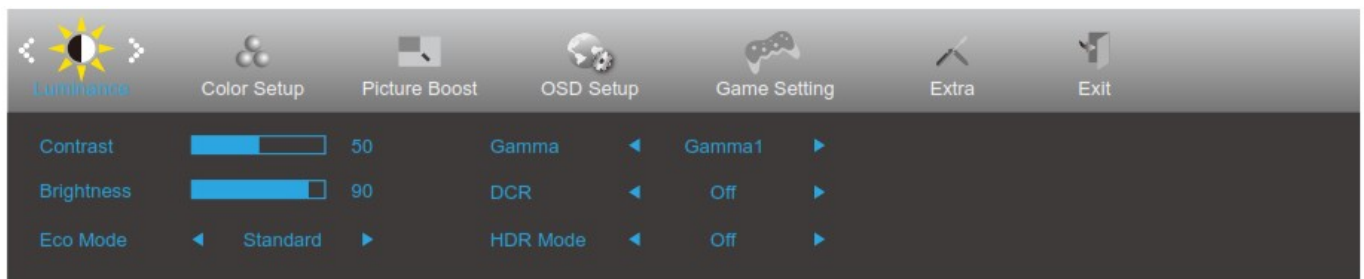 Luminance Color Setup Picture Boost OSD Setup Game Setting Extra Exit
Contrast 50 Gamma Gamma1
Brightness 90 DCR Off
Eco Mode Standard HDR Mode Off